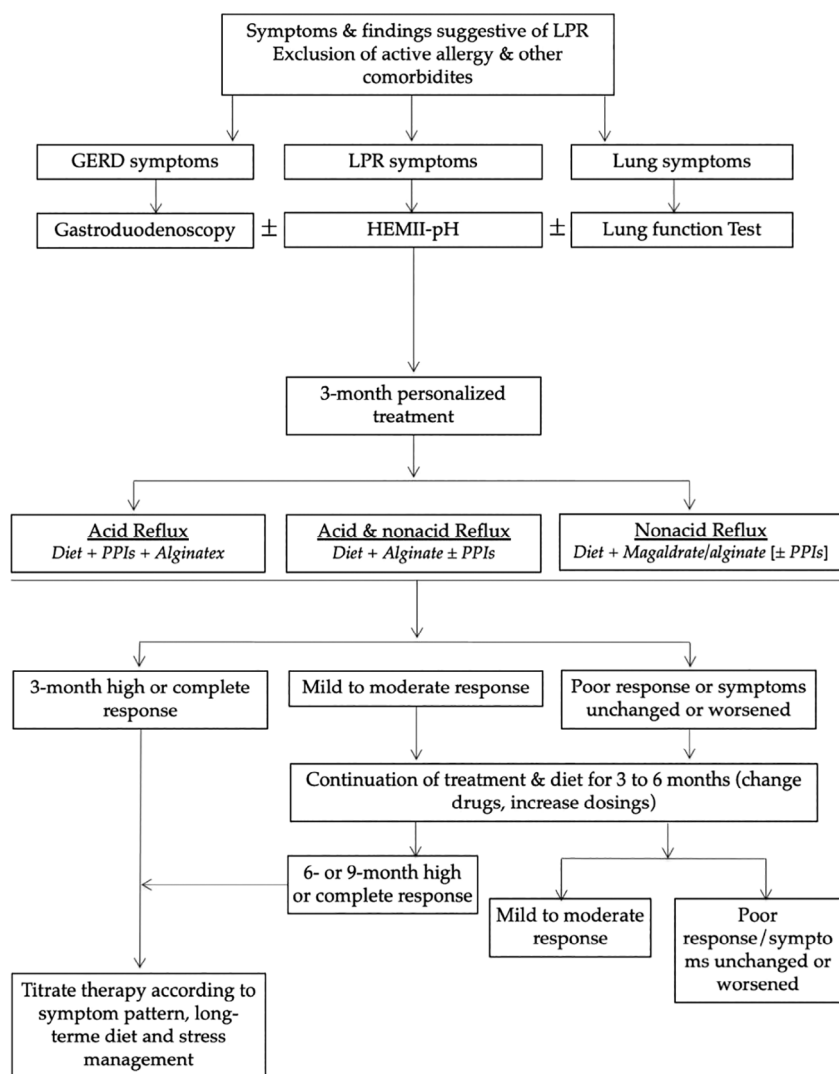 Symptoms & findings suggestive of LPR
Exclusion of active allergy & other
comorbidites
GERD symptoms
LPR symptoms
Lung symptoms
Gastroduodenoscopy
±
HEMII-pH
±
Lung function Test
3-month personalized
treatment
Acid Reflux
Diet + PPIs + Alginatex
Acid & nonacid Reflux
Diet + Alginate ± PPIs
Nonacid Reflux
Diet + Magaldrate/alginate [± PPIs]
3-month high or complete
response
Mild to moderate response
Poor response or symptoms
unchanged or worsened
Continuation of treatment & diet for 3 to 6 months (change
drugs, increase dosings)
6- or 9-month high
or complete response
Mild to moderate
response
Poor
response/sympto
ms unchanged or
worsened
Titrate therapy according to
symptom pattern, long-
terme diet and stress
management